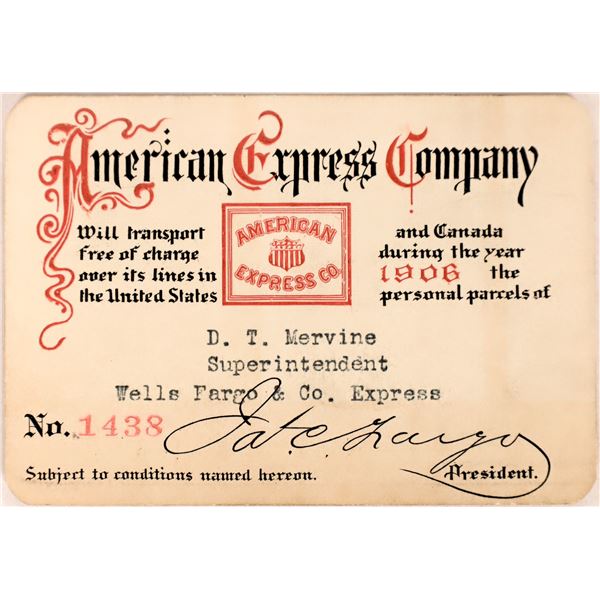 American Express Company
Will transport
free of charge
over its lines in
the United States
AMERICAN
EXPRESS CO.
and Canada
during the year
1906 the
personal parcels of
D. T. Mervine
Superintendent
Wells Fargo & Co. Express
No. 1438
Jas. C. Fargo
Subject to conditions named hereon.
President.